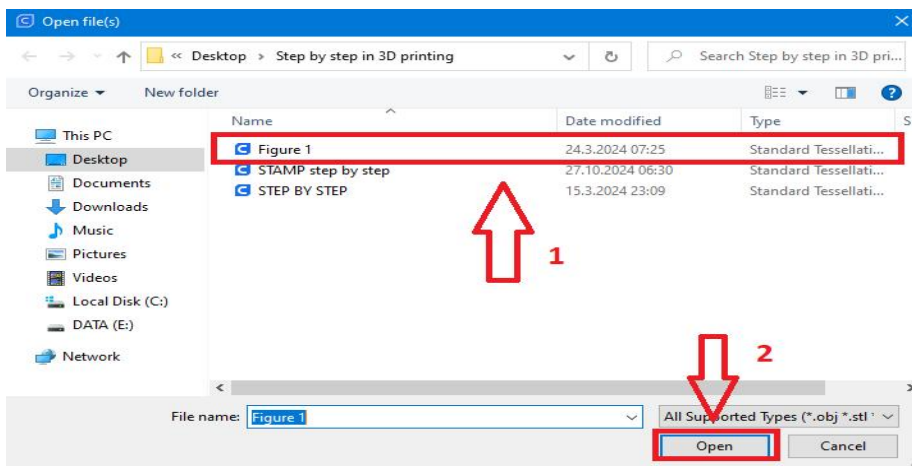 Open file(s)
« Desktop > Step by step in 3D printing
Search Step by step in 3D pri...
Organize
New folder
Name
Date modified
Type
S
This PC
Desktop
Documents
Downloads
Music
Pictures
Videos
Local Disk (C:)
DATA (E:)
Network
Figure 1 24.3.2024 07:25 Standard Tessellati...
STAMP step by step 27.10.2024 06:30 Standard Tessellati...
STEP BY STEP 15.3.2024 23:09 Standard Tessellati...
1
2
File name: Figure 1
All Supported Types (*.obj *.stl *
Open
Cancel